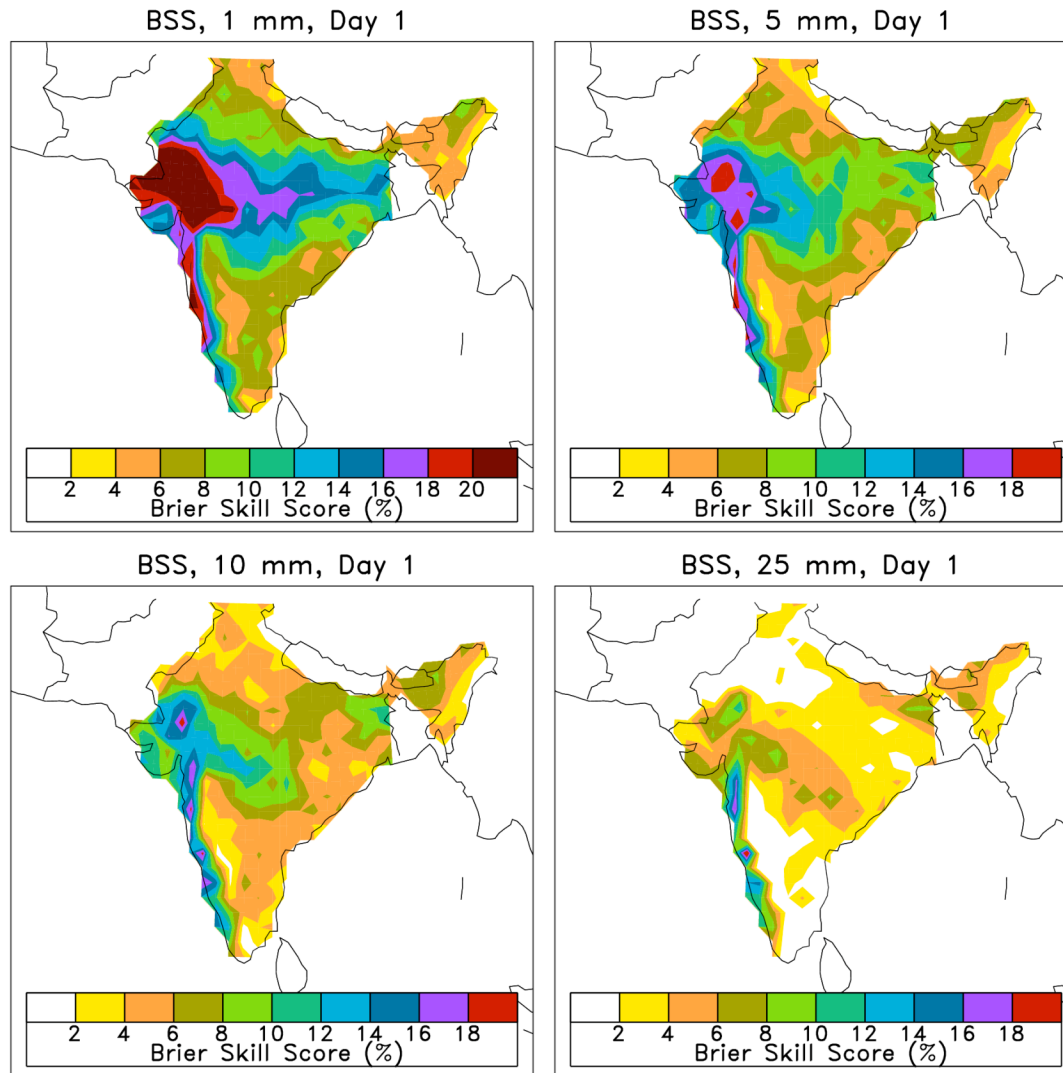 BSS, 1 mm, Day 1
2 4 6 8 10 12 14 16 18 20
Brier Skill Score (%)
BSS, 5 mm, Day 1
2 4 6 8 10 12 14 16 18
Brier Skill Score (%)
BSS, 10 mm, Day 1
2 4 6 8 10 12 14 16 18
Brier Skill Score (%)
BSS, 25 mm, Day 1
2 4 6 8 10 12 14 16 18
Brier Skill Score (%)